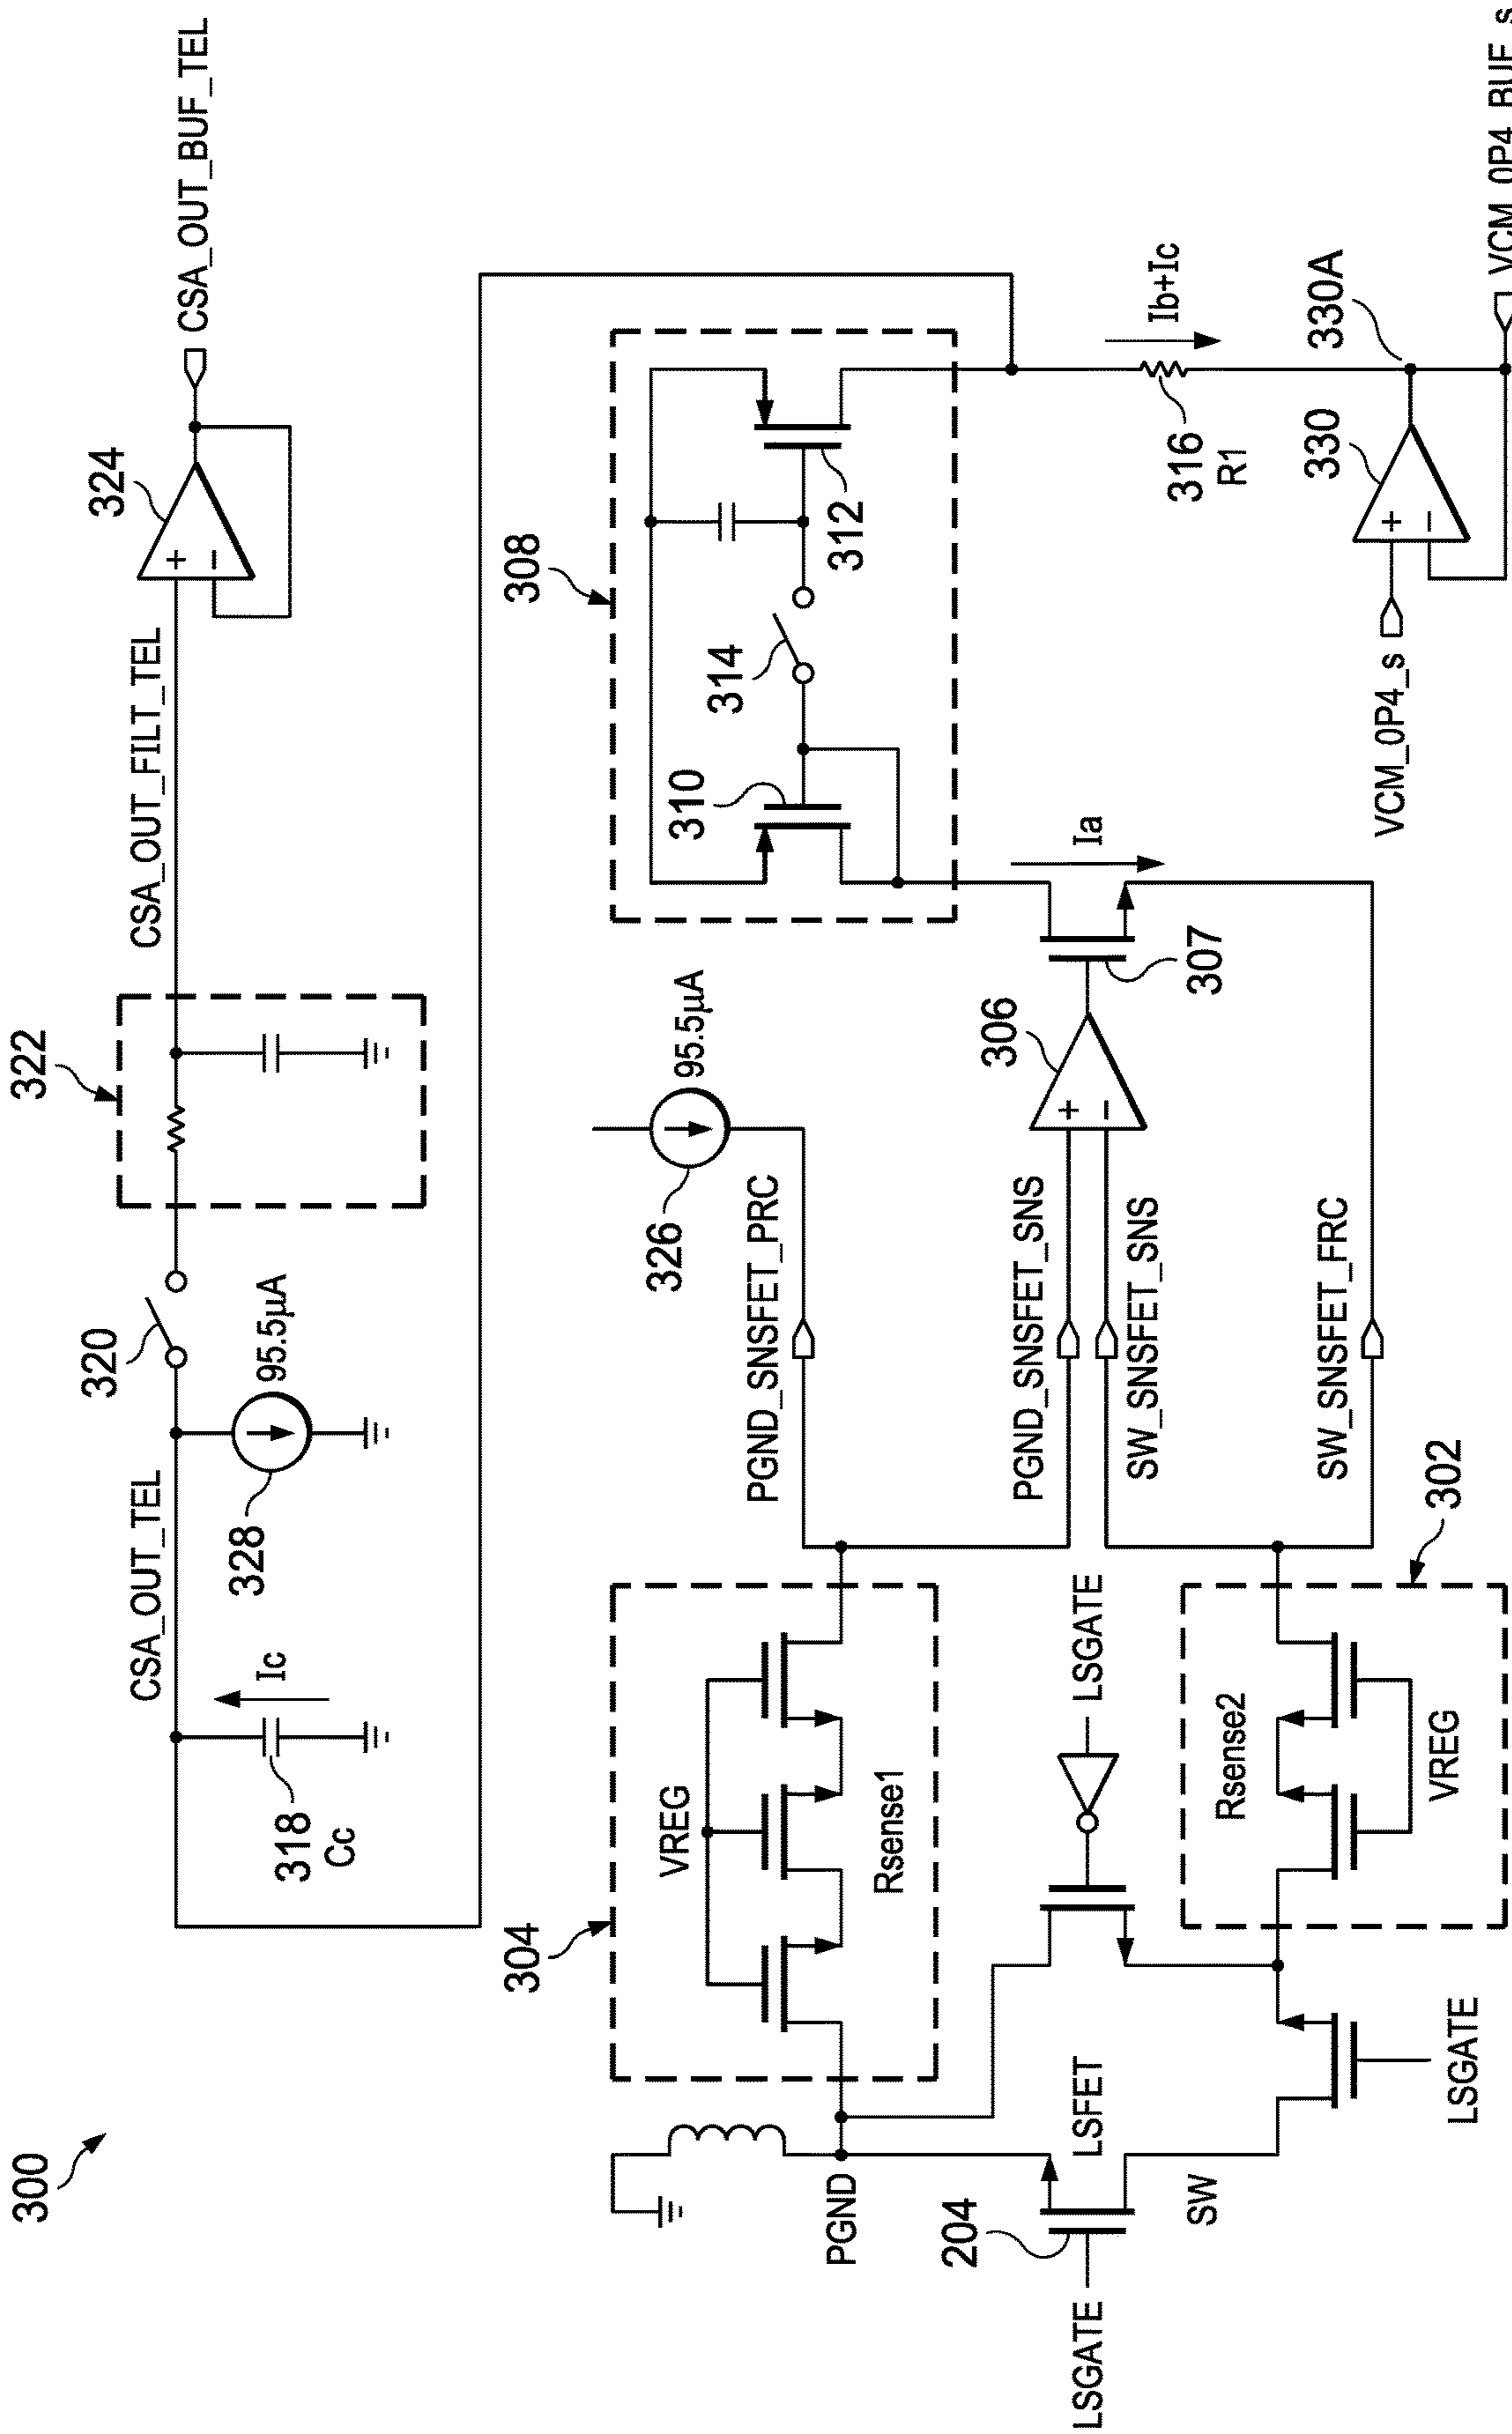 300
CSA_OUT_TEL
CSA_OUT_FILT_TEL
CSA_OUT_BUF_TEL
318
Cc
Ic
328
95.5μA
320
322
324
304
VREG
Rsense1
PGND
LSGATE
204
LSFET
SW
LSGATE
LSGATE
302
Rsense2
VREG
PGND_SNSFET_PRC
PGND_SNSFET_SNS
SW_SNSFET_SNS
SW_SNSFET_FRC
326
95.5μA
306
307
Ia
308
310
314
312
316
R1
Ib+Ic
330
330A
VCM_0P4_s
VCM_0P4_BUF_s